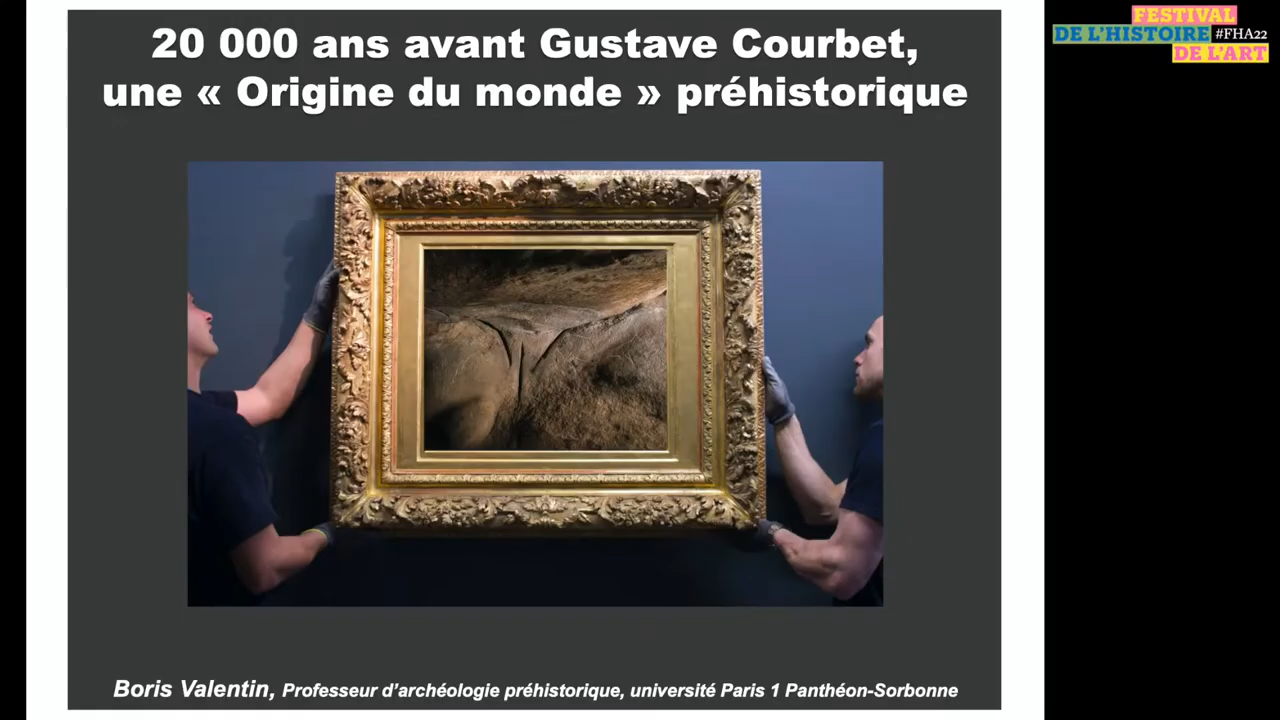 20 000 ans avant Gustave Courbet,
une « Origine du monde » préhistorique
FESTIVAL
DE L'HISTOIRE #FHA22
DE L'ART
Boris Valentin, Professeur d'archéologie préhistorique, université Paris 1 Panthéon-Sorbonne